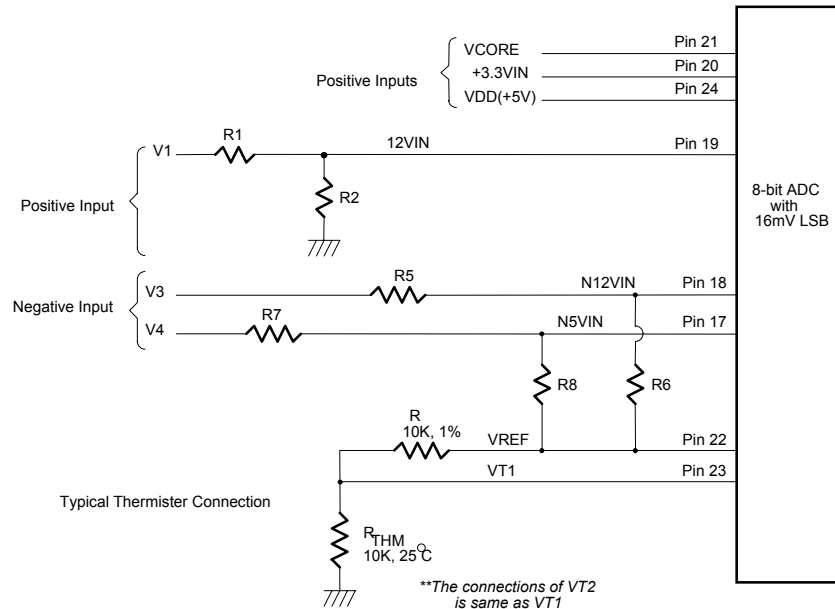 VCORE
Pin 21
Positive Inputs
+3.3VIN
Pin 20
VDD(+5V)
Pin 24
R1
V1
12VIN
Pin 19
R2
Positive Input
8-bit ADC
with
16mV LSB
R5
V3
N12VIN
Pin 18
Negative Input
R7
V4
N5VIN
Pin 17
R8
R6
R
10K, 1%
VREF
Pin 22
VT1
Pin 23
Typical Thermister Connection
R
THM
10K, 25°C
**The connections of VT2
is same as VT1